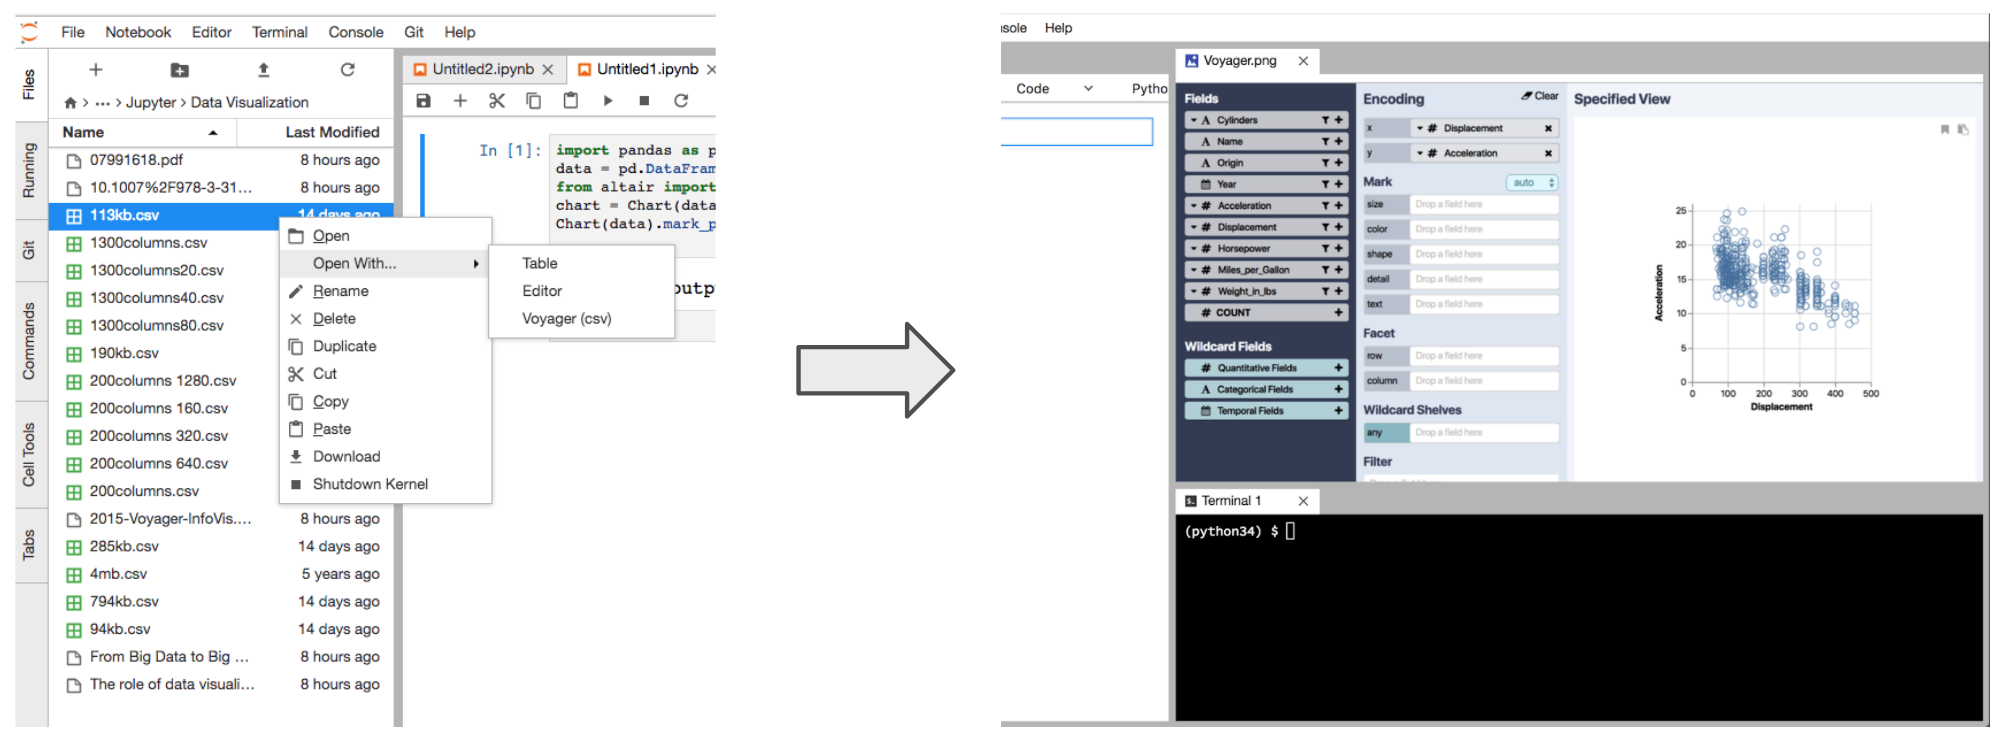 File Notebook Editor Terminal Console Git Help
Files
Running
Git
Commands
Cell Tools
Tabs
Jupyter Data Visualization
Name Last Modified
07991618.pdf 8 hours ago
10.1007%2F978-3-31... 8 hours ago
113kb.csv 14 days ago
1300columns.csv
1300columns20.csv
1300columns40.csv
1300columns80.csv
190kb.csv
200columns 1280.csv
200columns 160.csv
200columns 320.csv
200columns 640.csv
200columns.csv
2015-Voyager-InfoVis.... 8 hours ago
285kb.csv 14 days ago
4mb.csv 5 years ago
794kb.csv 14 days ago
94kb.csv 14 days ago
From Big Data to Big ... 8 hours ago
The role of data visuali... 8 hours ago
Open
Open With...
Rename
Delete
Duplicate
Cut
Copy
Paste
Download
Shutdown Kernel
Table
Editor
Voyager (csv)
Untitled2.ipynb Untitled1.ipynb
In [1]: import pandas as p
data = pd.DataFram
from altair import
chart = Chart(data
Chart(data).mark_p
outp
sole Help
Code Pytho
Voyager.png
Fields
A Cylinders
A Name
A Origin
Year
# Acceleration
# Displacement
# Horsepower
# Miles_per_Gallon
# Weight_in_lbs
# COUNT
Wildcard Fields
# Quantitative Fields
A Categorical Fields
Temporal Fields
Encoding Clear
x # Displacement
y # Acceleration
Mark auto
size Drop a field here
color Drop a field here
shape Drop a field here
detail Drop a field here
text Drop a field here
Facet
row Drop a field here
column Drop a field here
Wildcard Shelves
any Drop a field here
Filter
Specified View
25
20
15
10
5
0
Acceleration
0 100 200 300 400 500
Displacement
Terminal 1
(python34) $